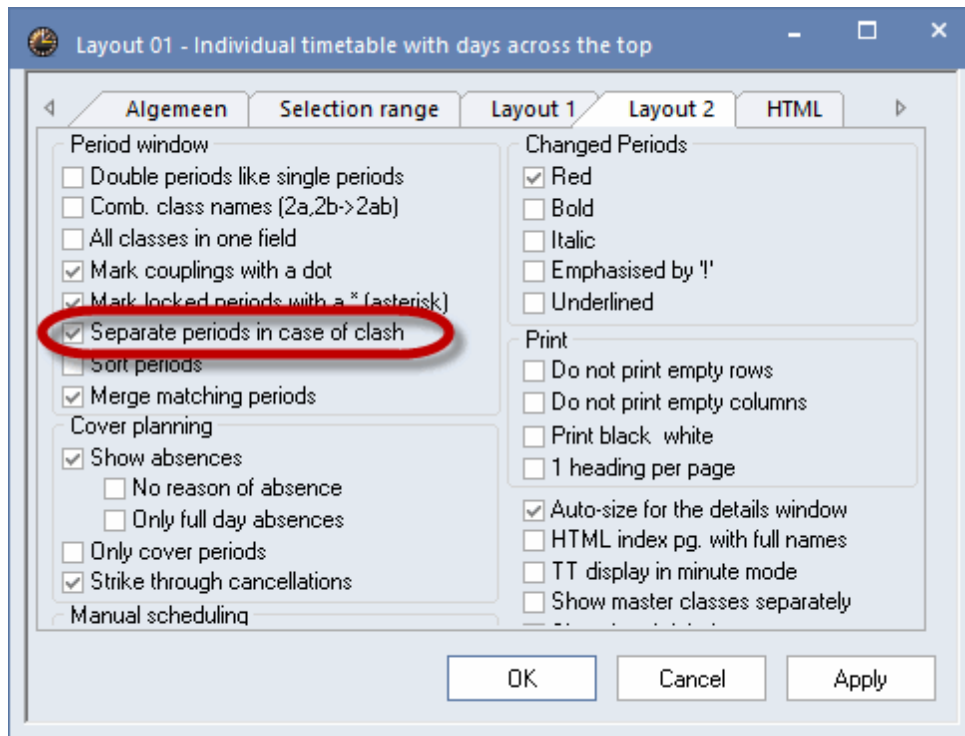 Layout 01 - Individual timetable with days across the top
Algemeen
Selection range
Layout 1
Layout 2
HTML
Period window
Double periods like single periods
Comb. class names (2a,2b->2ab)
All classes in one field
Mark couplings with a dot
Mark locked periods with a * (asterisk)
Separate periods in case of clash
Sort periods
Merge matching periods
Cover planning
Show absences
No reason of absence
Only full day absences
Only cover periods
Strike through cancellations
Manual scheduling
Changed Periods
Red
Bold
Italic
Emphasised by '!'
Underlined
Print
Do not print empty rows
Do not print empty columns
Print black white
1 heading per page
Auto-size for the details window
HTML index pg. with full names
TT display in minute mode
Show master classes separately
OK
Cancel
Apply